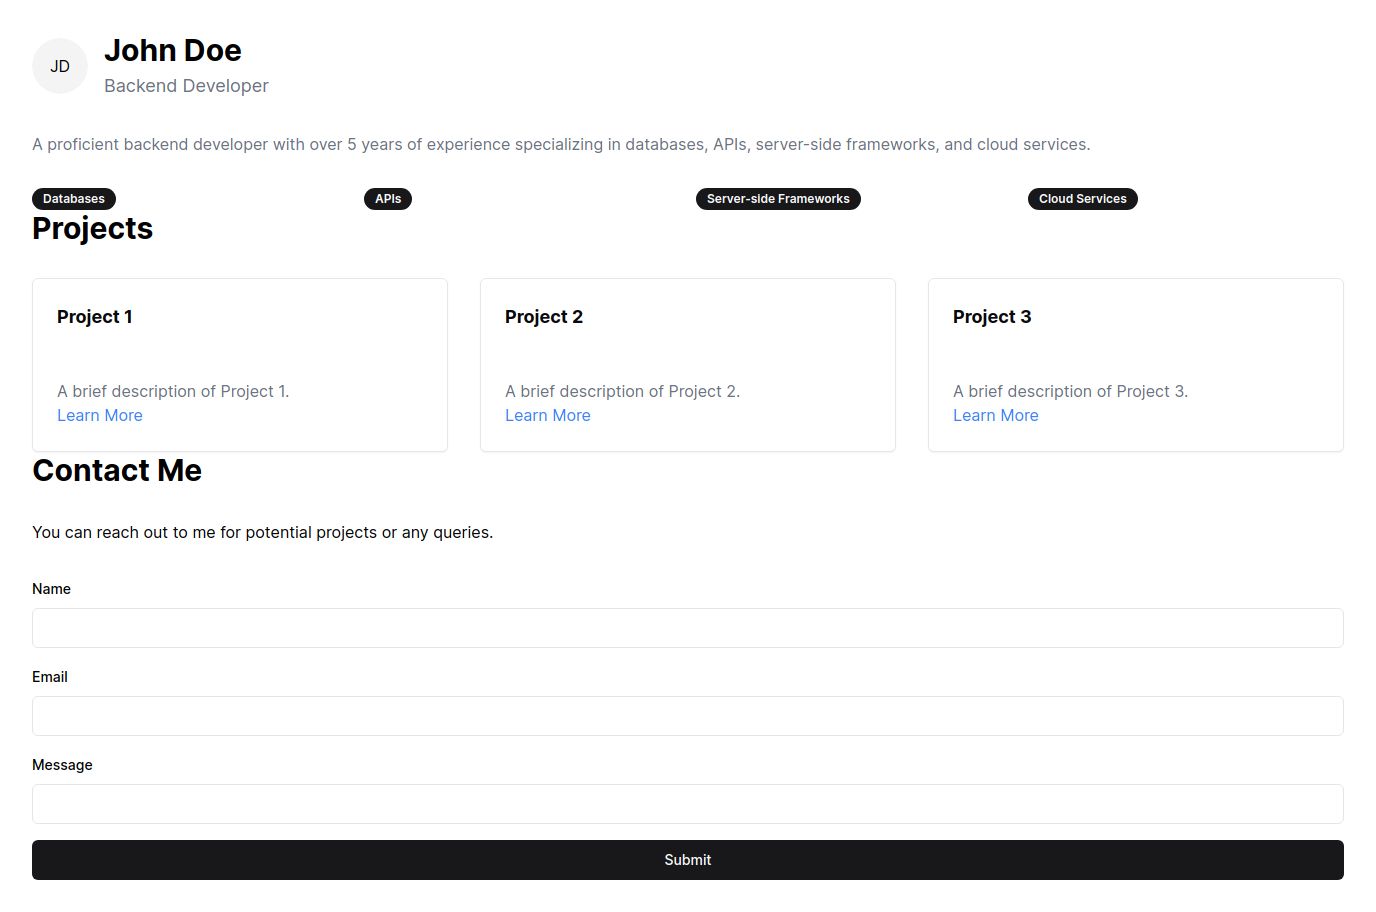 JD
John Doe
Backend Developer
A proficient backend developer with over 5 years of experience specializing in databases, APIs, server-side frameworks, and cloud services.
Databases
APIs
Server-side Frameworks
Cloud Services
Projects
Project 1
A brief description of Project 1.
Learn More
Project 2
A brief description of Project 2.
Learn More
Project 3
A brief description of Project 3.
Learn More
Contact Me
You can reach out to me for potential projects or any queries.
Name
Email
Message
Submit